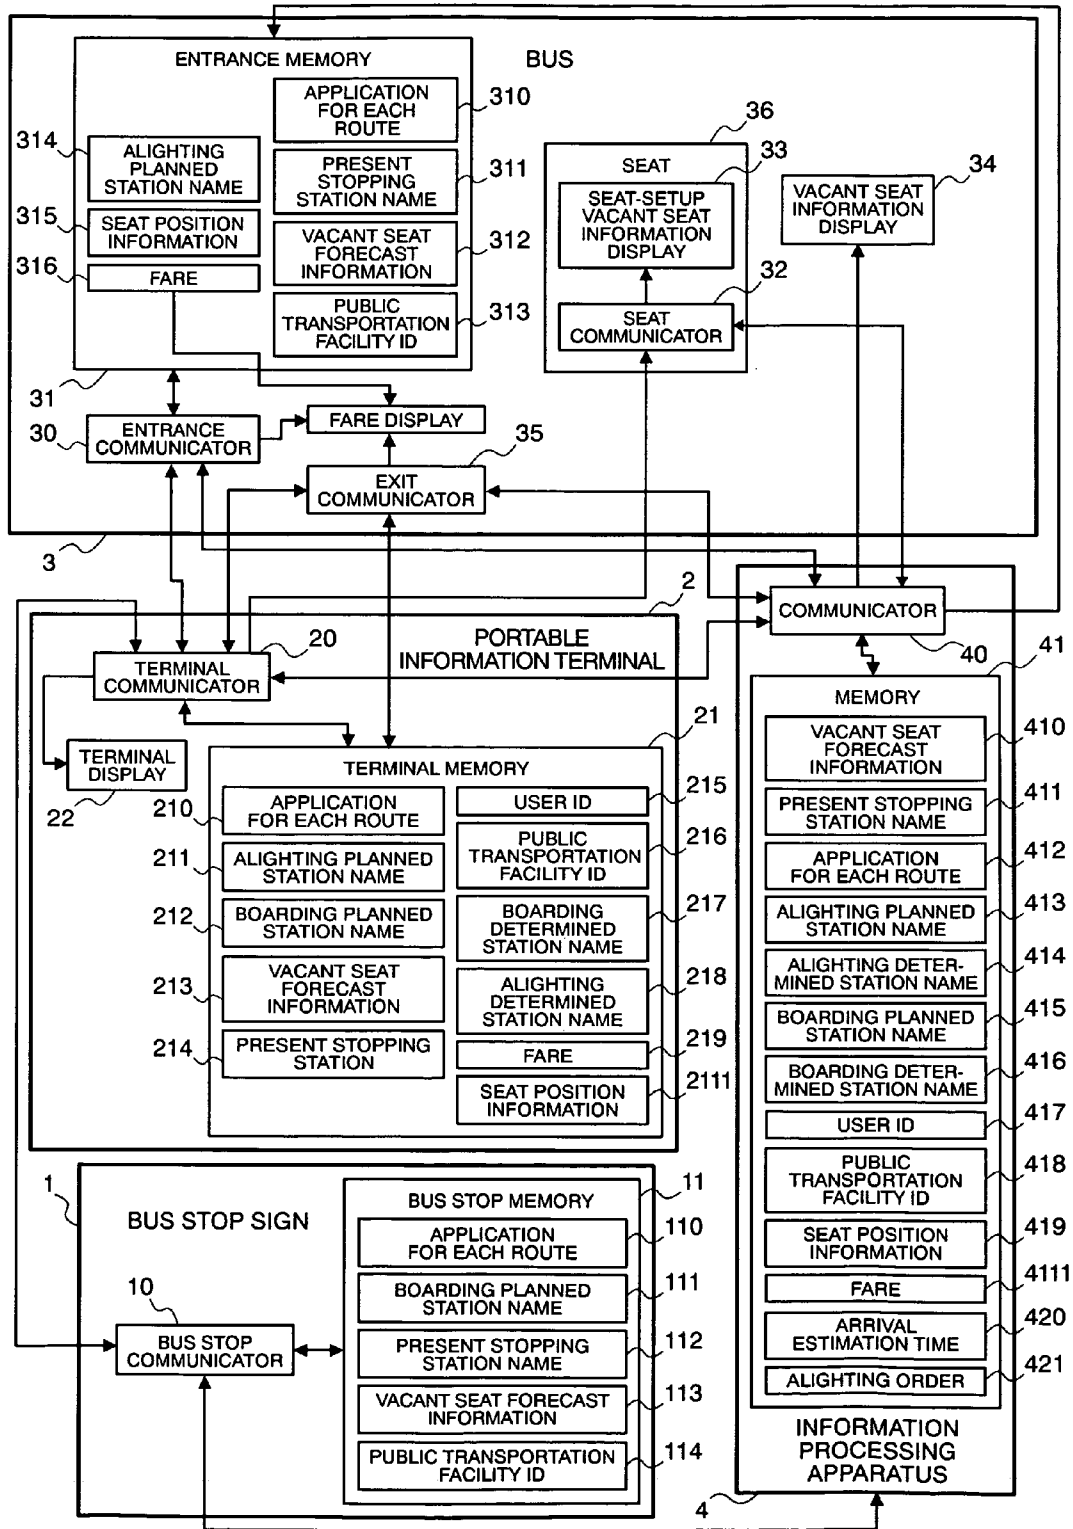 ENTRANCE MEMORY
BUS
APPLICATION
FOR EACH
ROUTE
310
314
ALIGHTING
PLANNED
STATION NAME
PRESENT
STOPPING
STATION NAME
311
315
SEAT POSITION
INFORMATION
VACANT SEAT
FORECAST
INFORMATION
312
316
FARE
PUBLIC
TRANSPORTATION
FACILITY ID
313
36
SEAT
33
SEAT-SETUP
VACANT SEAT
INFORMATION
DISPLAY
32
SEAT
COMMUNICATOR
34
VACANT SEAT
INFORMATION
DISPLAY
31
30
ENTRANCE
COMMUNICATOR
FARE DISPLAY
35
EXIT
COMMUNICATOR
3
2
PORTABLE
INFORMATION TERMINAL
20
TERMINAL
COMMUNICATOR
TERMINAL
DISPLAY
22
21
TERMINAL MEMORY
210
APPLICATION
FOR EACH ROUTE
211
ALIGHTING PLANNED
STATION NAME
212
BOARDING PLANNED
STATION NAME
213
VACANT SEAT
FORECAST
INFORMATION
214
PRESENT STOPPING
STATION
USER ID
215
PUBLIC
TRANSPORTATION
FACILITY ID
216
BOARDING
DETERMINED
STATION NAME
217
ALIGHTING
DETERMINED
STATION NAME
218
FARE
219
SEAT POSITION
INFORMATION
2111
COMMUNICATOR
40
41
MEMORY
VACANT SEAT
FORECAST
INFORMATION
410
PRESENT STOPPING
STATION NAME
411
APPLICATION
FOR EACH ROUTE
412
ALIGHTING PLANNED
STATION NAME
413
ALIGHTING DETER-
MINED STATION NAME
414
BOARDING PLANNED
STATION NAME
415
BOARDING DETER-
MINED STATION NAME
416
USER ID
417
PUBLIC
TRANSPORTATION
FACILITY ID
418
SEAT POSITION
INFORMATION
419
FARE
4111
ARRIVAL
ESTIMATION TIME
420
ALIGHTING ORDER
421
INFORMATION
PROCESSING
APPARATUS
4
1
BUS STOP SIGN
10
BUS STOP
COMMUNICATOR
11
BUS STOP MEMORY
APPLICATION
FOR EACH ROUTE
110
BOARDING PLANNED
STATION NAME
111
PRESENT STOPPING
STATION NAME
112
VACANT SEAT FORECAST
INFORMATION
113
PUBLIC TRANSPORTATION
FACILITY ID
114